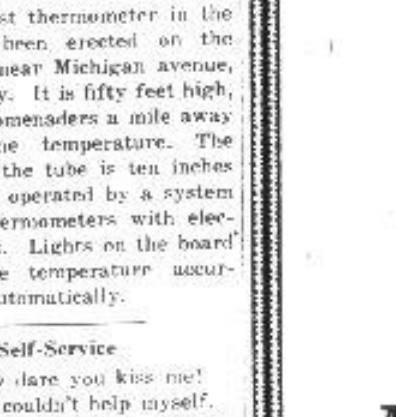 st thermometer in the
been erected on the
near Michigan avenue,
y. It is fifty feet high,
omenaders a mile away
he temperature. The
the tube is ten inches
operated by a system
ermometers with elec-
. Lights on the board
e temperature accur-
utomatically.
Self-Service
dare you kiss me!
couldn't help myself.